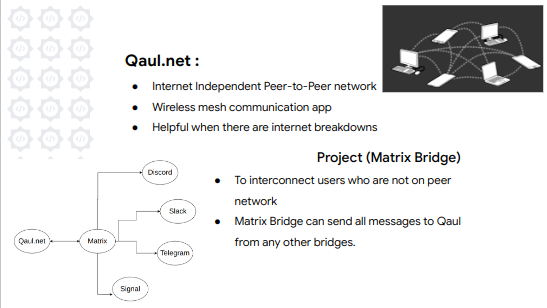 Qaul.net :
● Internet Independent Peer-to-Peer network
● Wireless mesh communication app
● Helpful when there are internet breakdowns
Project (Matrix Bridge)
● To interconnect users who are not on peer
network
● Matrix Bridge can send all messages to Qaul
from any other bridges.
Discord
Slack
Qaul.net
Matrix
Telegram
Signal